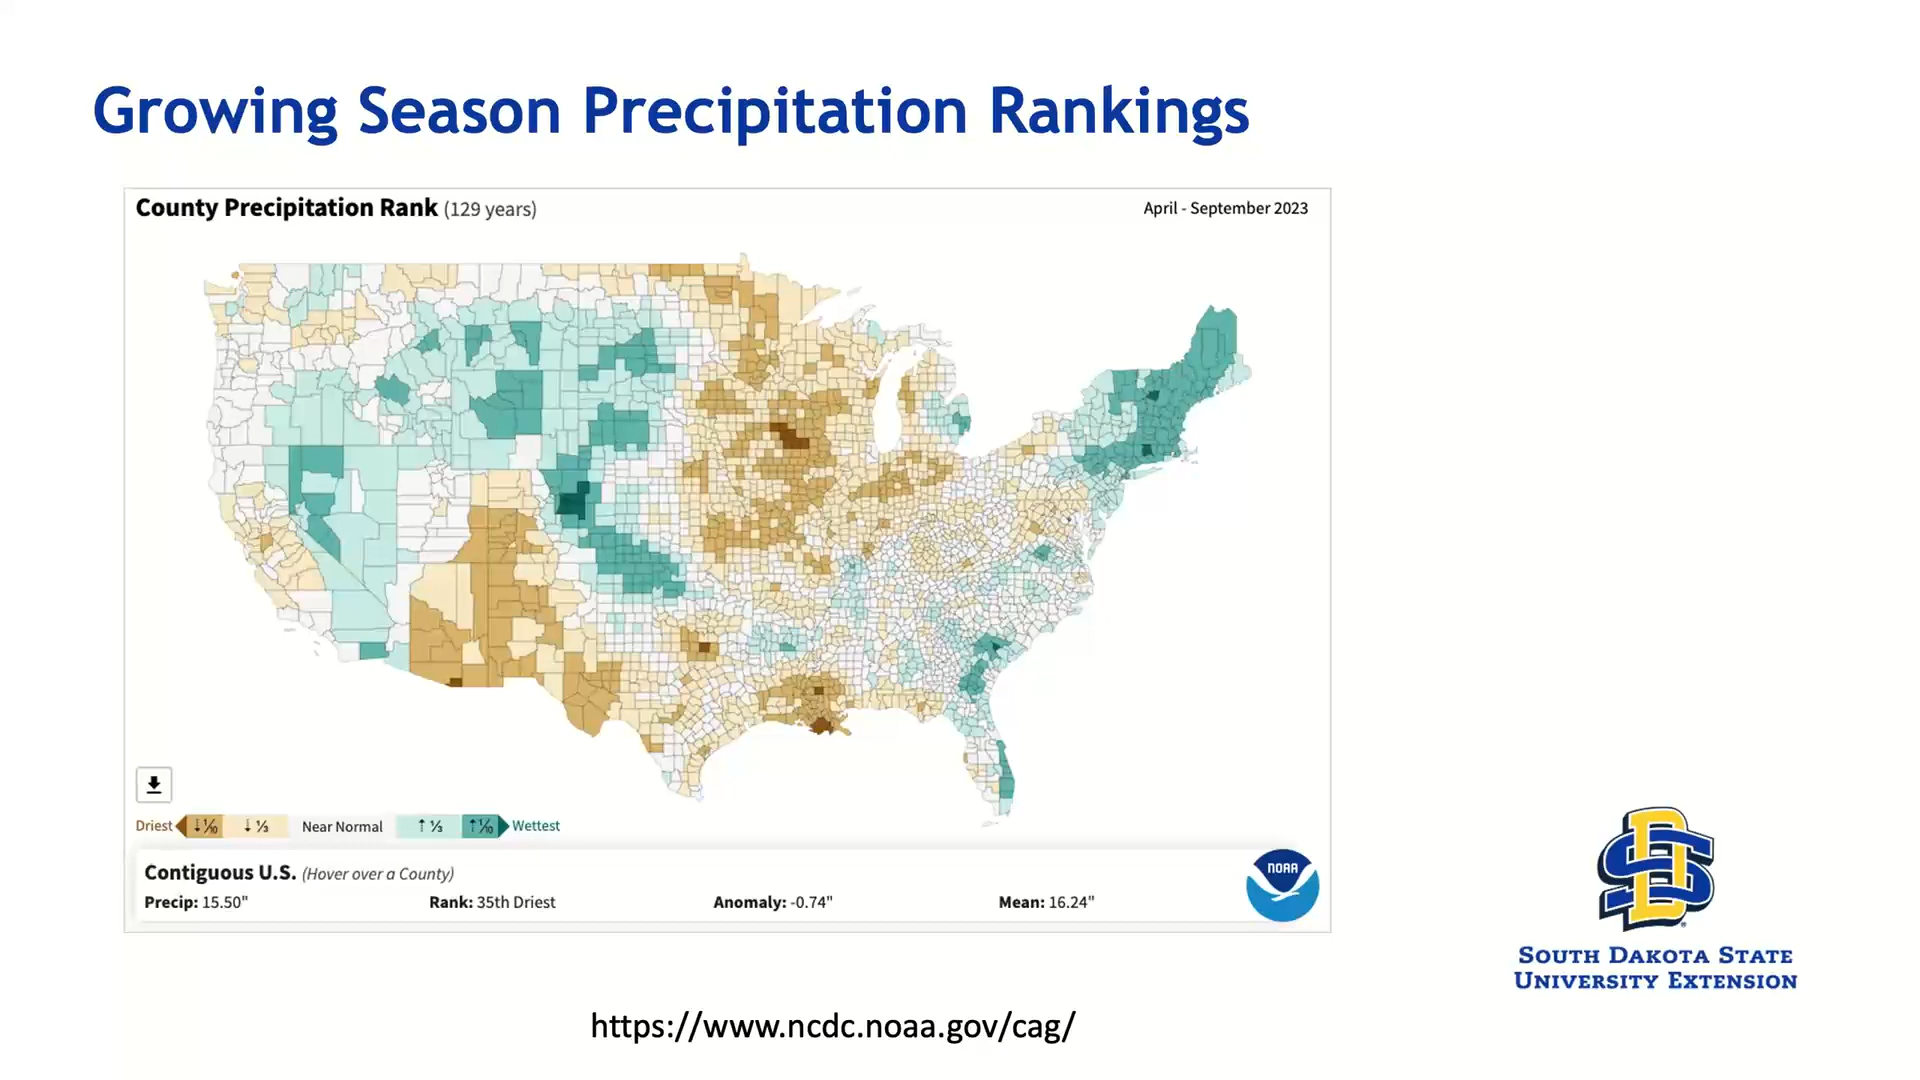 Growing Season Precipitation Rankings
County Precipitation Rank (129 years)
April - September 2023
Driest ↓⅒ ↓⅓ Near Normal ↑⅓ ↑⅒ Wettest
Contiguous U.S. (Hover over a County)
Precip: 15.50" Rank: 35th Driest Anomaly: -0.74" Mean: 16.24"
NOAA
SD
®
SOUTH DAKOTA STATE
UNIVERSITY EXTENSION
https://www.ncdc.noaa.gov/cag/